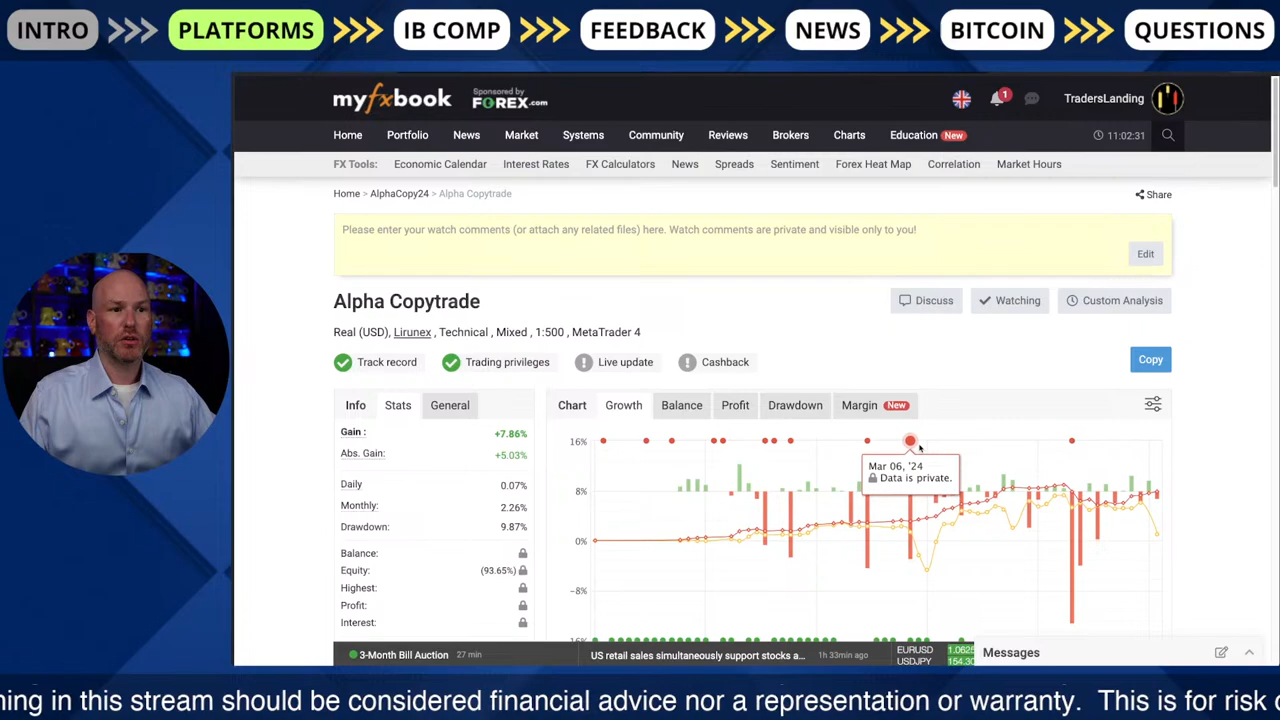 INTRO >>> PLATFORMS >>> IB COMP >>> FEEDBACK >>> NEWS >>> BITCOIN >>> QUESTIONS
myfxbook Sponsored by FOREX.com
1
TradersLanding
Home Portfolio News Market Systems Community Reviews Brokers Charts Education New 11:02:31
FX Tools: Economic Calendar Interest Rates FX Calculators News Spreads Sentiment Forex Heat Map Correlation Market Hours
Home > AlphaCopy24 > Alpha Copytrade
Share
Please enter your watch comments (or attach any related files) here. Watch comments are private and visible only to you!
Edit
Alpha Copytrade
Discuss Watching Custom Analysis
Real (USD), Lirunex , Technical , Mixed , 1:500 , MetaTrader 4
Track record Trading privileges Live update Cashback
Copy
Info Stats General
Chart Growth Balance Profit Drawdown Margin New
Gain : +7.86%
Abs. Gain: +5.03%
Daily 0.07%
Monthly: 2.26%
Drawdown: 9.87%
Balance:
Equity: (93.65%)
Highest:
Profit:
Interest:
16%
8%
0%
-8%
-16%
Mar 06, '24
Data is private.
3-Month Bill Auction 27 min
US retail sales simultaneously support stocks a... 1h 33min ago
EURUSD 1.0625
USDJPY 154.30
Messages
ning in this stream should be considered financial advice nor a representation or warranty. This is for risk